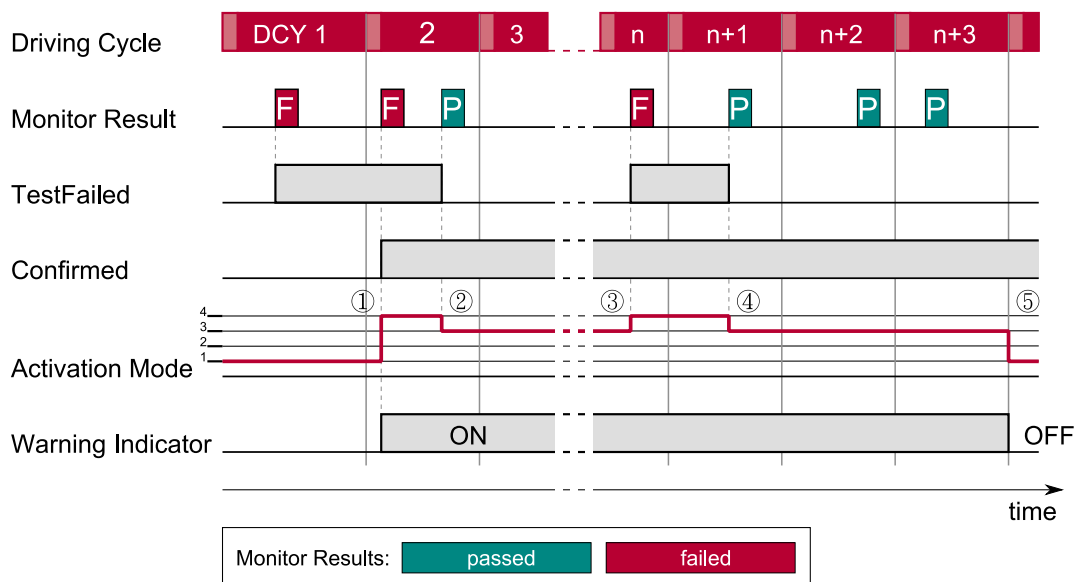 Driving Cycle DCY 1 2 3 n n+1 n+2 n+3
Monitor Result F F P F P P P
TestFailed
Confirmed
① ② ③ ④ ⑤
4
3
2
1
Activation Mode
Warning Indicator ON OFF
time
Monitor Results: passed failed